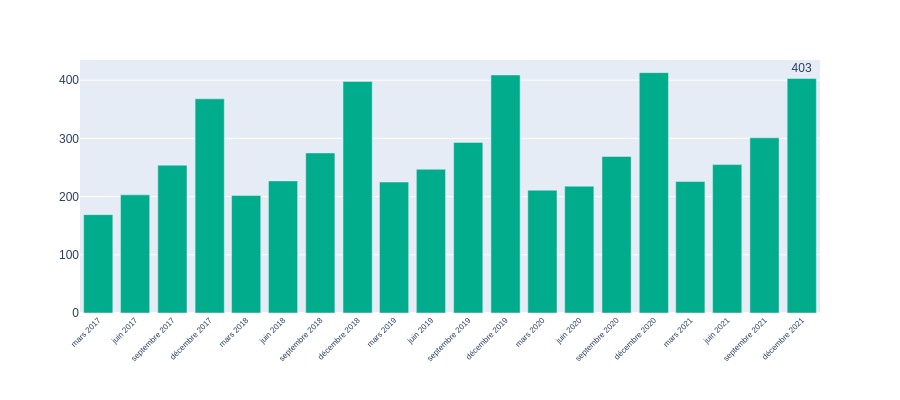 403
400
300
200
100
0
mars 2017
juin 2017
septembre 2017
décembre 2017
mars 2018
juin 2018
septembre 2018
décembre 2018
mars 2019
juin 2019
septembre 2019
décembre 2019
mars 2020
juin 2020
septembre 2020
décembre 2020
mars 2021
juin 2021
septembre 2021
décembre 2021